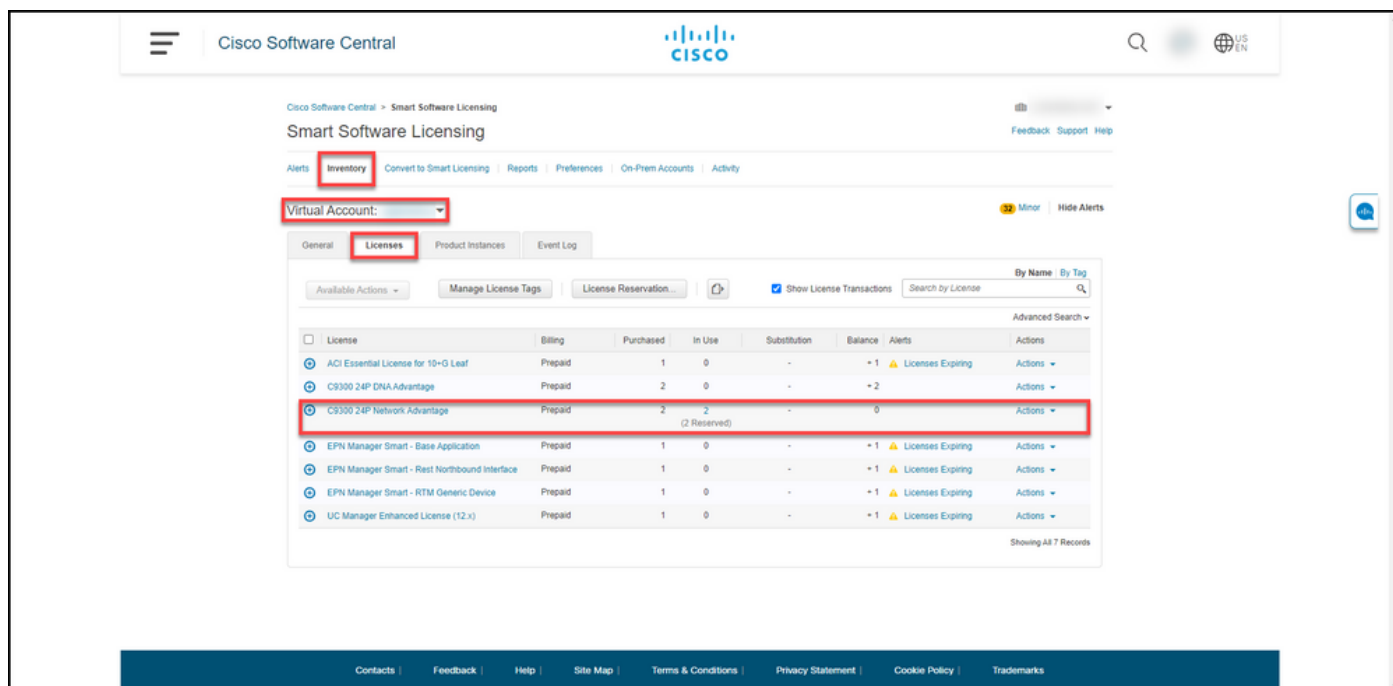 Cisco Software Central
CISCO
US
EN
Cisco Software Central > Smart Software Licensing
Smart Software Licensing
Feedback Support Help
Alerts Inventory Convert to Smart Licensing | Reports | Preferences | On-Prem Accounts | Activity
Virtual Account:
32 Minor Hide Alerts
General Licenses Product Instances Event Log
By Name | By Tag
Available Actions Manage License Tags License Reservation... Show License Transactions Search by License
Advanced Search
License Billing Purchased In Use Substitution Balance Alerts Actions
ACI Essential License for 10+G Leaf Prepaid 1 0 - + 1 Licenses Expiring Actions
C9300 24P DNA Advantage Prepaid 2 0 - + 2 Actions
C9300 24P Network Advantage Prepaid 2 2 - 0 Actions
(2 Reserved)
EPN Manager Smart - Base Application Prepaid 1 0 - + 1 Licenses Expiring Actions
EPN Manager Smart - Rest Northbound Interface Prepaid 1 0 - + 1 Licenses Expiring Actions
EPN Manager Smart - RTM Generic Device Prepaid 1 0 - + 1 Licenses Expiring Actions
UC Manager Enhanced License (12.x) Prepaid 1 0 - + 1 Licenses Expiring Actions
Showing All 7 Records
Contacts | Feedback | Help | Site Map | Terms & Conditions | Privacy Statement | Cookie Policy | Trademarks